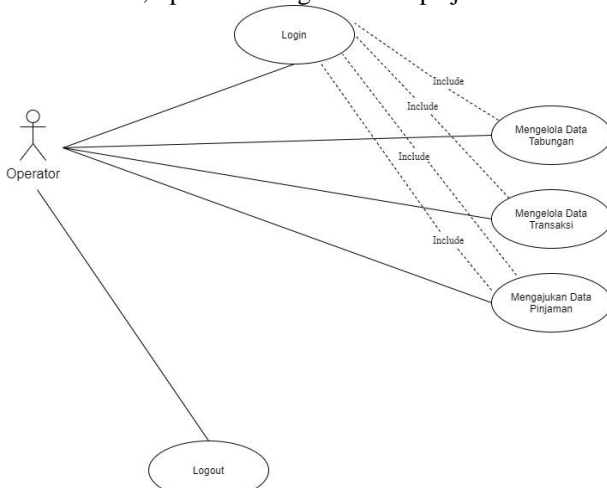 Login
Include
Mengelola Data
Tabungan
Include
Operator
Include
Mengelola Data
Transaksi
Include
Mengajukan Data
Pinjaman
Logout